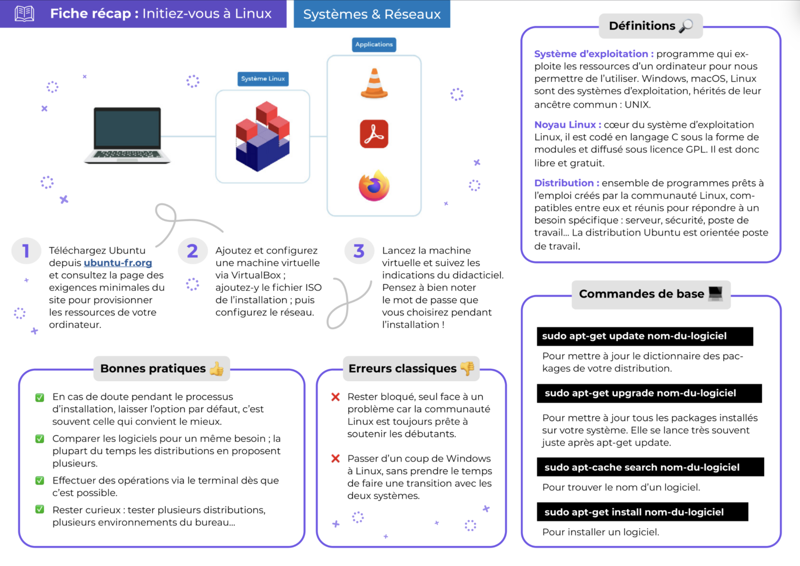 Fiche récap : Initiez-vous à Linux
Systèmes & Réseaux
Applications
Système Linux
1
Téléchargez Ubuntu
depuis ubuntu-fr.org
et consultez la page des
exigences minimales du
site pour provisionner
les ressources de votre
ordinateur.
2
Ajoutez et configurez
une machine virtuelle
via VirtualBox ;
ajoutez-y le fichier ISO
de l'installation ; puis
configurez le réseau.
3
Lancez la machine
virtuelle et suivez les
indications du didacticiel.
Pensez à bien noter
le mot de passe que
vous choisirez pendant
l'installation !
Bonnes pratiques
En cas de doute pendant le processus
d'installation, laisser l'option par défaut, c'est
souvent celle qui convient le mieux.
Comparer les logiciels pour un même besoin ; la
plupart du temps les distributions en proposent
plusieurs.
Effectuer des opérations via le terminal dès que
c'est possible.
Rester curieux : tester plusieurs distributions,
plusieurs environnements du bureau...
Erreurs classiques
Rester bloqué, seul face à un
problème car la communauté
Linux est toujours prête à
soutenir les débutants.
Passer d'un coup de Windows
à Linux, sans prendre le temps
de faire une transition avec les
deux systèmes.
Définitions
Système d'exploitation : programme qui ex-
ploite les ressources d'un ordinateur pour nous
permettre de l'utiliser. Windows, macOS, Linux
sont des systèmes d'exploitation, hérités de leur
ancêtre commun : UNIX.
Noyau Linux : cœur du système d'exploitation
Linux, il est codé en langage C sous la forme de
modules et diffusé sous licence GPL. Il est donc
libre et gratuit.
Distribution : ensemble de programmes prêts à
l'emploi créés par la communauté Linux, com-
patibles entre eux et réunis pour répondre à un
besoin spécifique : serveur, sécurité, poste de
travail... La distribution Ubuntu est orientée poste
de travail.
Commandes de base
sudo apt-get update nom-du-logiciel
Pour mettre à jour le dictionnaire des pac-
kages de votre distribution.
sudo apt-get upgrade nom-du-logiciel
Pour mettre à jour tous les packages installés
sur votre système. Elle se lance très souvent
juste après apt-get update.
sudo apt-cache search nom-du-logiciel
Pour trouver le nom d'un logiciel.
sudo apt-get install nom-du-logiciel
Pour installer un logiciel.